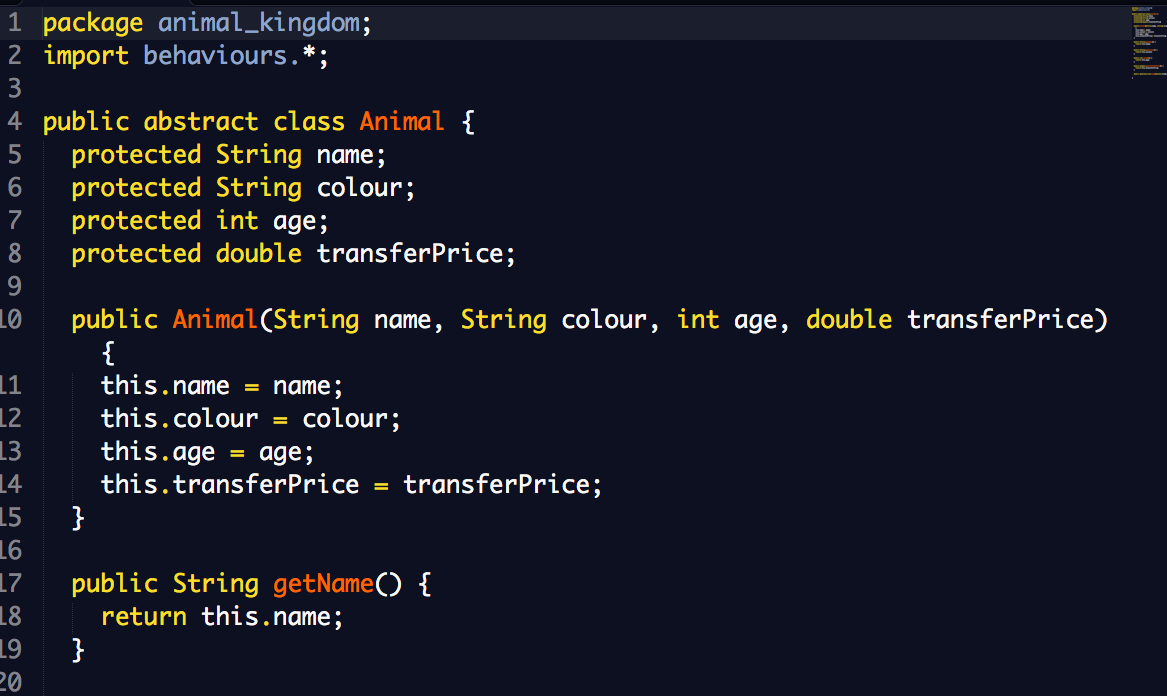 1 package animal_kingdom;
2 import behaviours.*;
3
4 public abstract class Animal {
5 protected String name;
6 protected String colour;
7 protected int age;
8 protected double transferPrice;
9
10 public Animal(String name, String colour, int age, double transferPrice)
{
11 this.name = name;
12 this.colour = colour;
13 this.age = age;
14 this.transferPrice = transferPrice;
15 }
16
17 public String getName() {
18 return this.name;
19 }
20